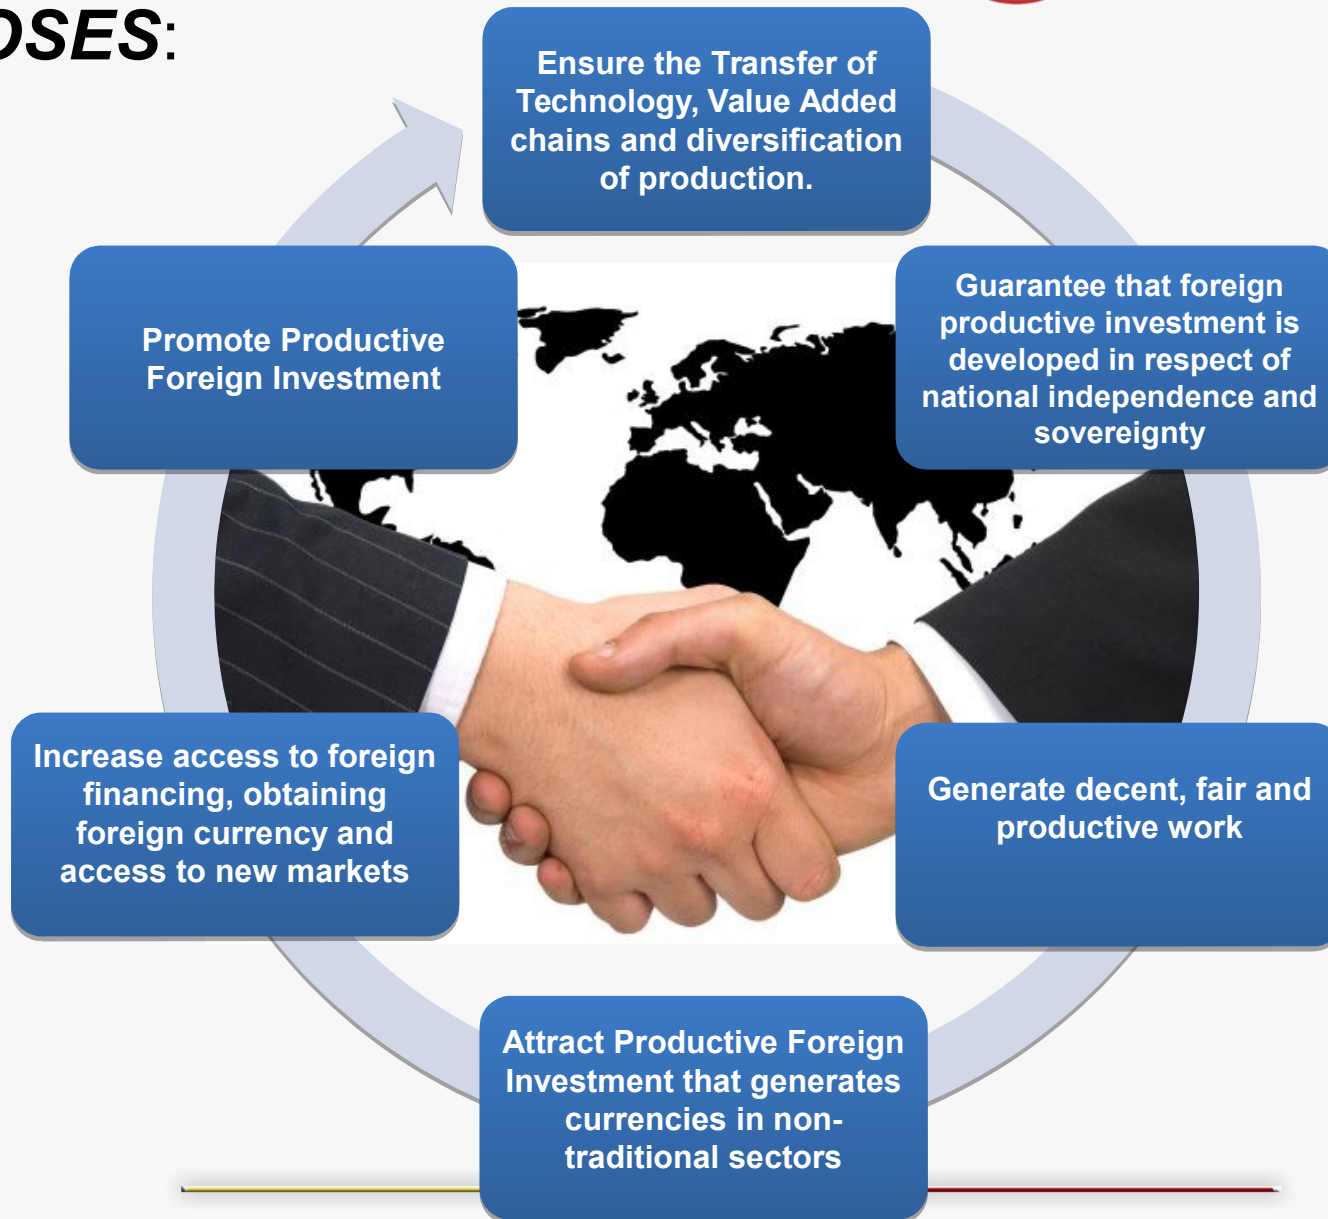 OSES:
Ensure the Transfer of
Technology, Value Added
chains and diversification
of production.
Guarantee that foreign
productive investment is
developed in respect of
national independence and
sovereignty
Generate decent, fair and
productive work
Attract Productive Foreign
Investment that generates
currencies in non-
traditional sectors
Increase access to foreign
financing, obtaining
foreign currency and
access to new markets
Promote Productive
Foreign Investment